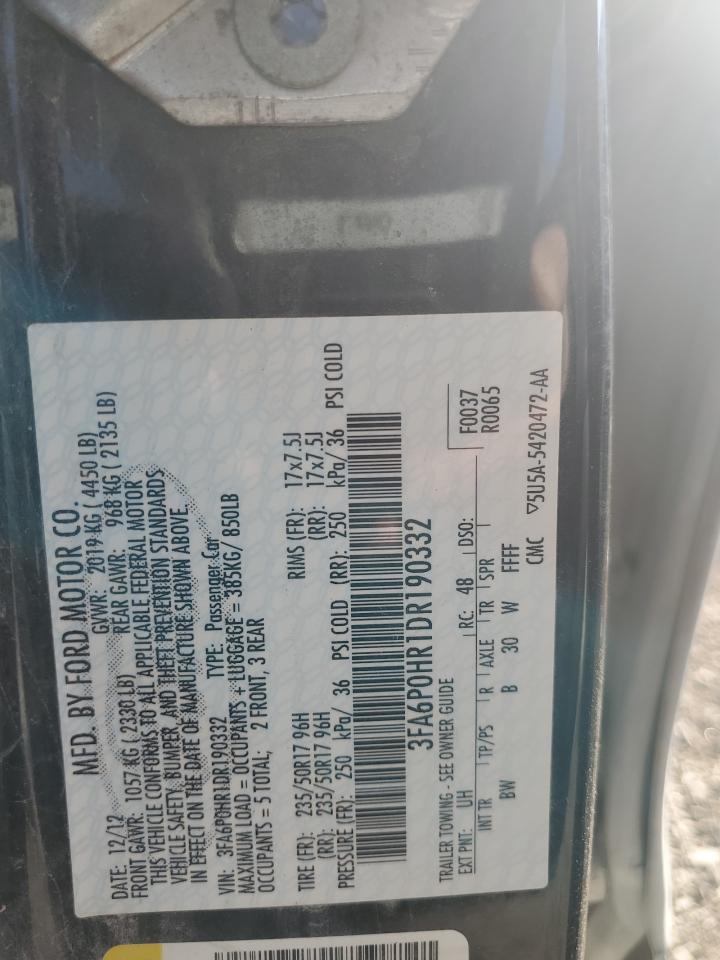 MFD. BY FORD MOTOR CO.
DATE: 12/12 GVWR: 2019 KG ( 4450 LB)
FRONT GAWR: 1057 KG ( 2330 LB) REAR GAWR: 968 KG ( 2135 LB)
THIS VEHICLE CONFORMS TO ALL APPLICABLE FEDERAL MOTOR
VEHICLE SAFETY, BUMPER, AND THEFT PREVENTION STANDARDS
IN EFFECT ON THE DATE OF MANUFACTURE SHOWN ABOVE.
VIN: 3FA6P0HR1DR190332 TYPE: Passenger Car
MAXIMUM LOAD = OCCUPANTS + LUGGAGE = 385KG/ 850LB
OCCUPANTS = 5 TOTAL; 2 FRONT, 3 REAR
TIRE (FR): 235/50R17 96H RIMS (FR): 17x7.5J
(RR): 235/50R17 96H (RR): 17x7.5J
PRESSURE (FR): 250 kPa/ 36 PSI COLD (RR): 250 kPa/ 36 PSI COLD
3FA6P0HR1DR190332
TRAILER TOWING - SEE OWNER GUIDE F0037
EXT PNT: UH RC: 48 DSO: R0065
INT TR TP/PS R AXLE TR SPR
BW B 30 W FFFF
CMC ▽5U5A-5420472-AA